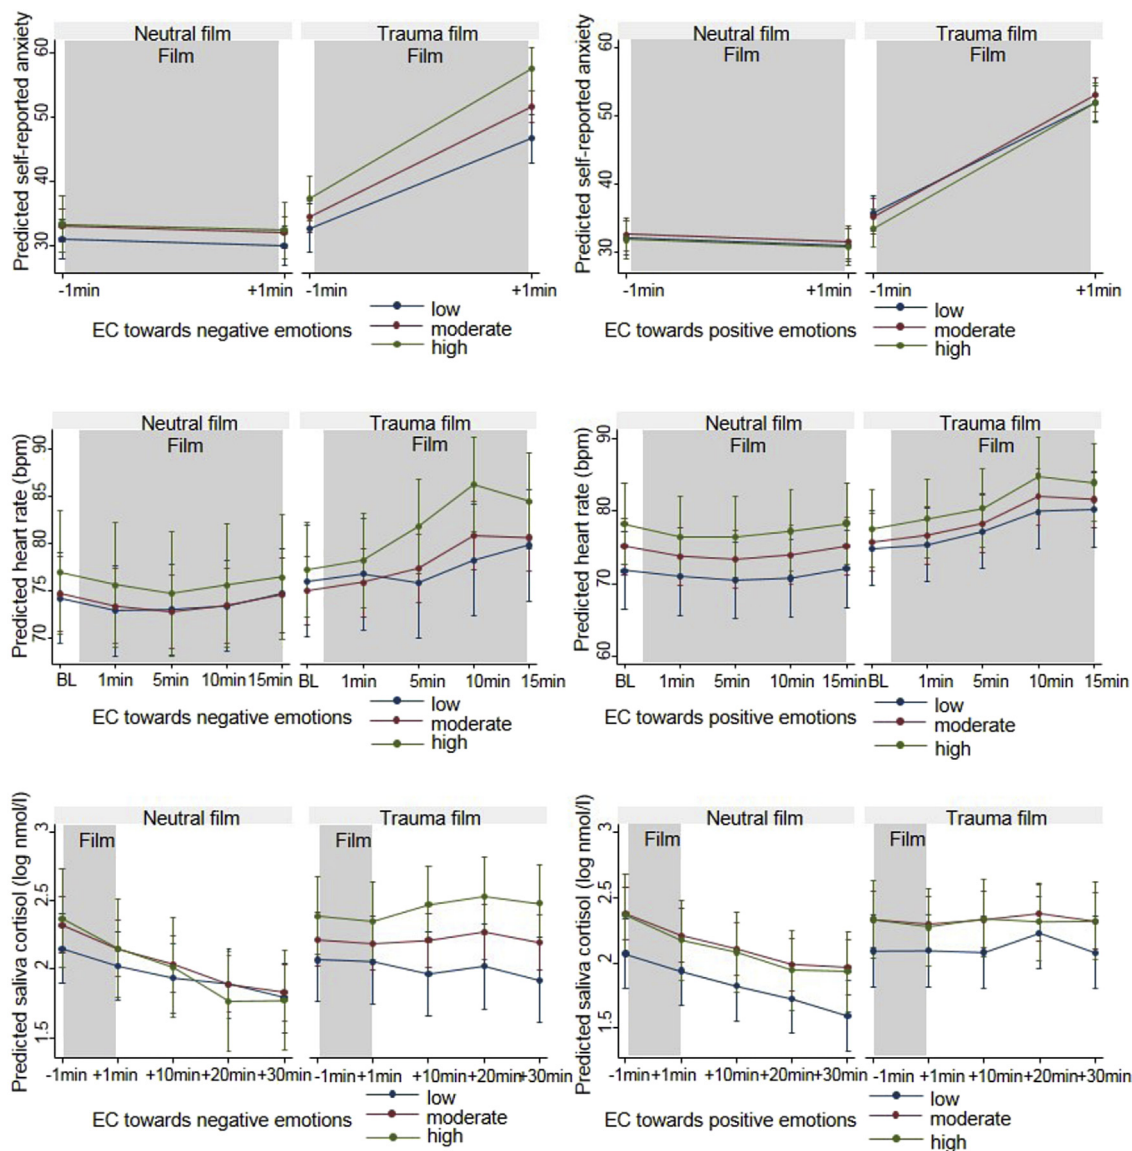 Neutral film
Trauma film
Film
Film
Predicted self-reported anxiety
60
50
40
30
-1min
+1min
-1min
+1min
EC towards negative emotions
low
moderate
high
Neutral film
Trauma film
Film
Film
Predicted self-reported anxiety
60
50
40
30
-1min
+1min
-1min
+1min
EC towards positive emotions
low
moderate
high
Neutral film
Trauma film
Film
Film
Predicted heart rate (bpm)
90
85
80
75
70
BL 1min 5min 10min 15min
BL 1min 5min 10min 15min
EC towards negative emotions
low
moderate
high
Neutral film
Trauma film
Film
Film
Predicted heart rate (bpm)
90
80
70
60
BL 1min 5min 10min 15min
BL 1min 5min 10min 15min
EC towards positive emotions
low
moderate
high
Neutral film
Trauma film
Film
Film
Predicted saliva cortisol (log nmol/l)
3
2.5
2
1.5
-1min +1min +10min +20min +30min
-1min +1min +10min +20min +30min
EC towards negative emotions
low
moderate
high
Neutral film
Trauma film
Film
Film
Predicted saliva cortisol (log nmol/l)
3
2.5
2
1.5
-1min +1min +10min +20min +30min
-1min +1min +10min +20min +30min
EC towards positive emotions
low
moderate
high